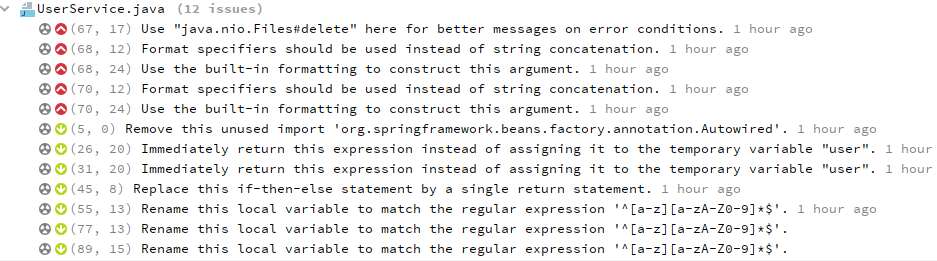 UserService.java (12 issues)
(67, 17) Use "java.nio.Files#delete" here for better messages on error conditions. 1 hour ago
(68, 12) Format specifiers should be used instead of string concatenation. 1 hour ago
(68, 24) Use the built-in formatting to construct this argument. 1 hour ago
(70, 12) Format specifiers should be used instead of string concatenation. 1 hour ago
(70, 24) Use the built-in formatting to construct this argument. 1 hour ago
(5, 0) Remove this unused import 'org.springframework.beans.factory.annotation.Autowired'. 1 hour ago
(26, 20) Immediately return this expression instead of assigning it to the temporary variable "user". 1 hour
(31, 20) Immediately return this expression instead of assigning it to the temporary variable "user". 1 hour
(45, 8) Replace this if-then-else statement by a single return statement. 1 hour ago
(55, 13) Rename this local variable to match the regular expression '^[a-z][a-zA-Z0-9]*$'. 1 hour ago
(77, 13) Rename this local variable to match the regular expression '^[a-z][a-zA-Z0-9]*$'.
(89, 15) Rename this local variable to match the regular expression '^[a-z][a-zA-Z0-9]*$'.